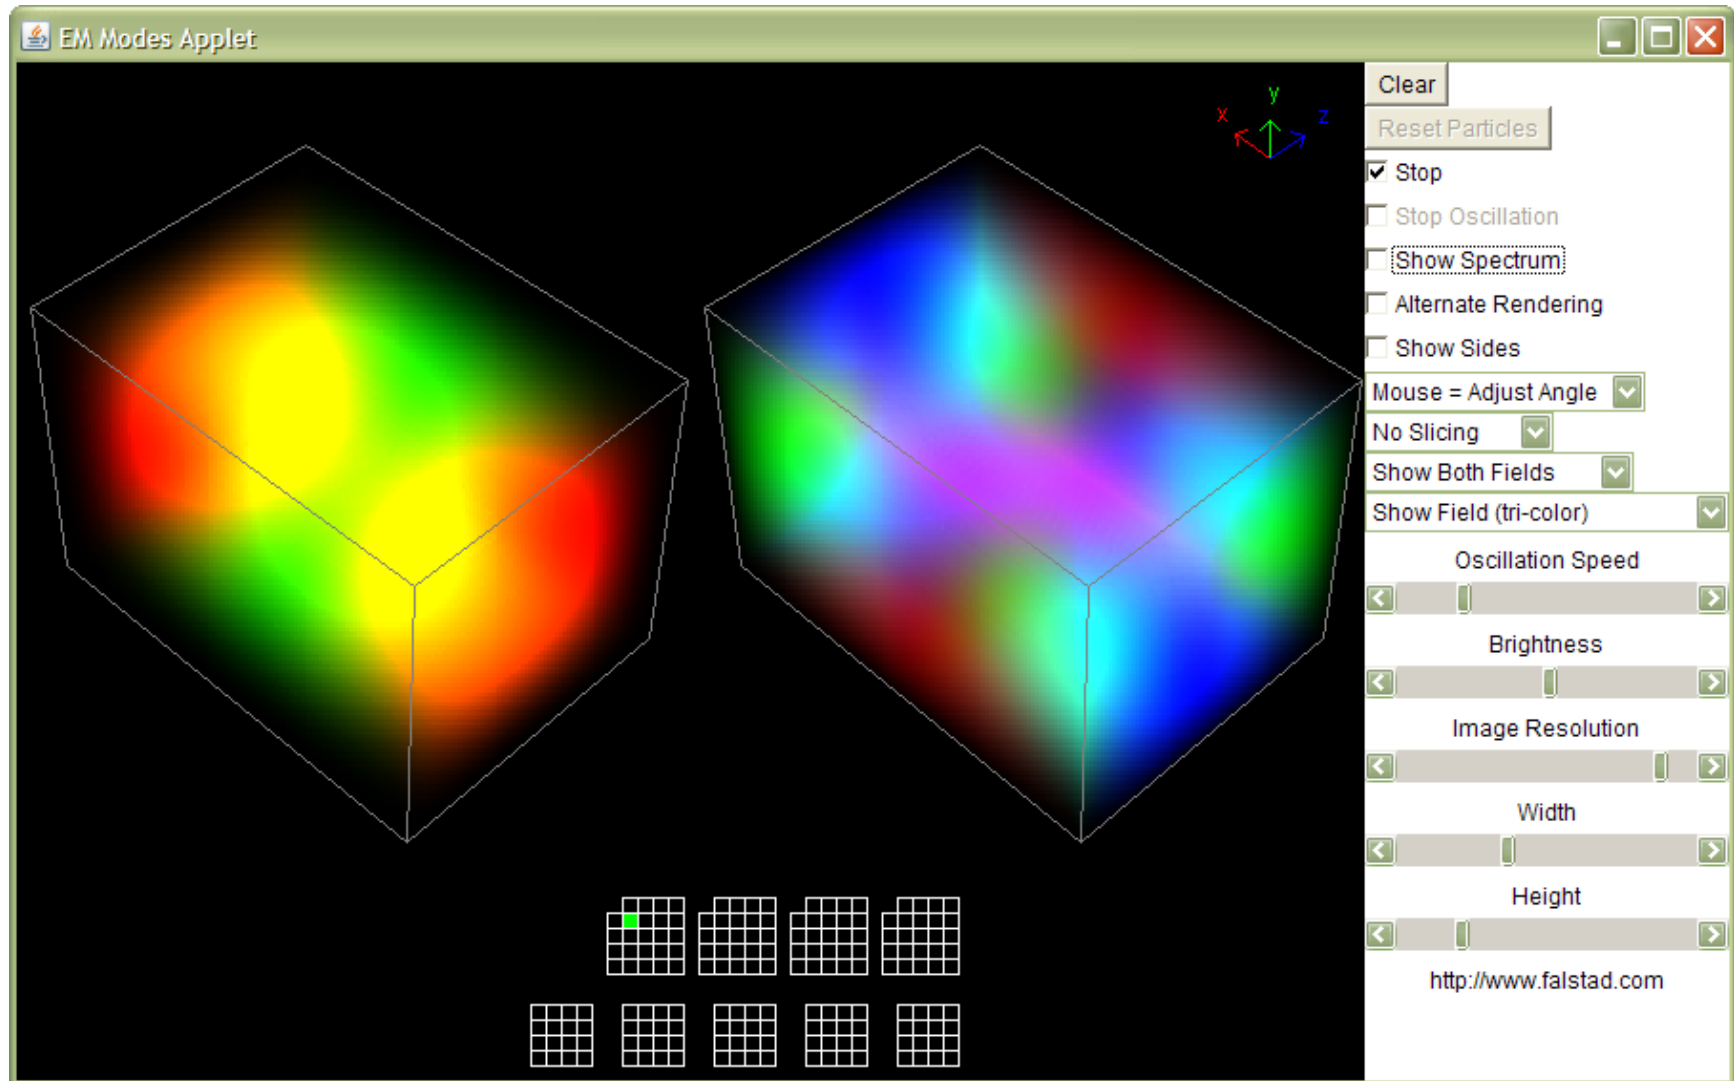 EM Modes Applet
x
y
z
Clear
Reset Particles
Stop
Stop Oscillation
Show Spectrum
Alternate Rendering
Show Sides
Mouse = Adjust Angle
No Slicing
Show Both Fields
Show Field (tri-color)
Oscillation Speed
Brightness
Image Resolution
Width
Height
http://www.falstad.com